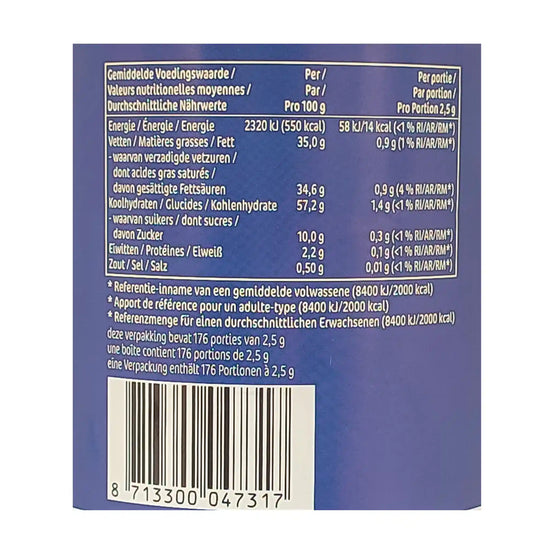 Gemiddelde Voedingswaarde / Per / Per portie /
Valeurs nutritionelles moyennes / Par / Par portion /
Durchschnittliche Nährwerte Pro 100 g Pro Portion 2,5 g
Energie / Énergie / Energie 2320 kJ (550 kcal) 58 kJ/14 kcal (<1 % RI/AR/RM*)
Vetten / Matières grasses / Fett 35,0 g 0,9 g (1 % RI/AR/RM*)
- waarvan verzadigde vetzuren /
dont acides gras saturés /
davon gesättigte Fettsäuren 34,6 g 0,9 g (4 % RI/AR/RM*)
Koolhydraten / Glucides / Kohlenhydrate 57,2 g 1,4 g (<1 % RI/AR/RM*)
- waarvan suikers / dont sucres /
davon Zucker 10,0 g 0,3 g (<1 % RI/AR/RM*)
Eiwitten / Protéines / Eiweiß 2,2 g 0,1 g (<1 % RI/AR/RM*)
Zout / Sel / Salz 0,50 g 0,01 g (<1 % RI/AR/RM*)
* Referentie-inname van een gemiddelde volwassene (8400 kJ/2000 kcal)
* Apport de référence pour un adulte-type (8400 kJ/2000 kcal)
* Referenzmenge für einen durchschnittlichen Erwachsenen (8400 kJ/2000 kcal)
deze verpakking bevat 176 porties van 2,5 g
une boîte contient 176 portions de 2,5 g
eine Verpackung enthält 176 Portionen à 2,5 g
8 713300 047317